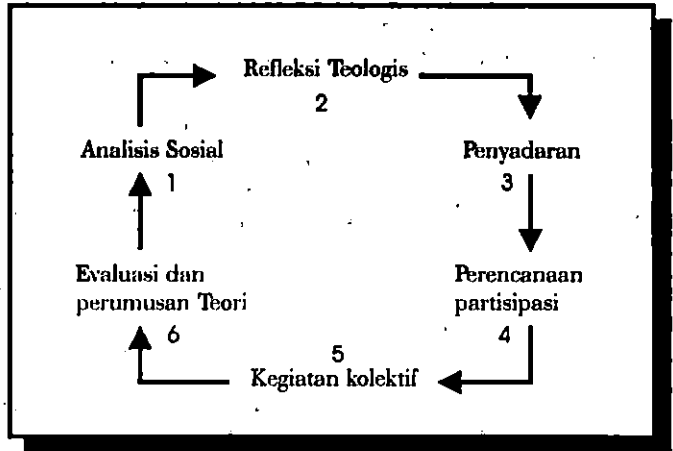 Refleksi Teologis
2
Analisis Sosial
1
Penyadaran
3
Evaluasi dan
perumusan Teori
6
Perencanaan
partisipasi
4
5
Kegiatan kolektif